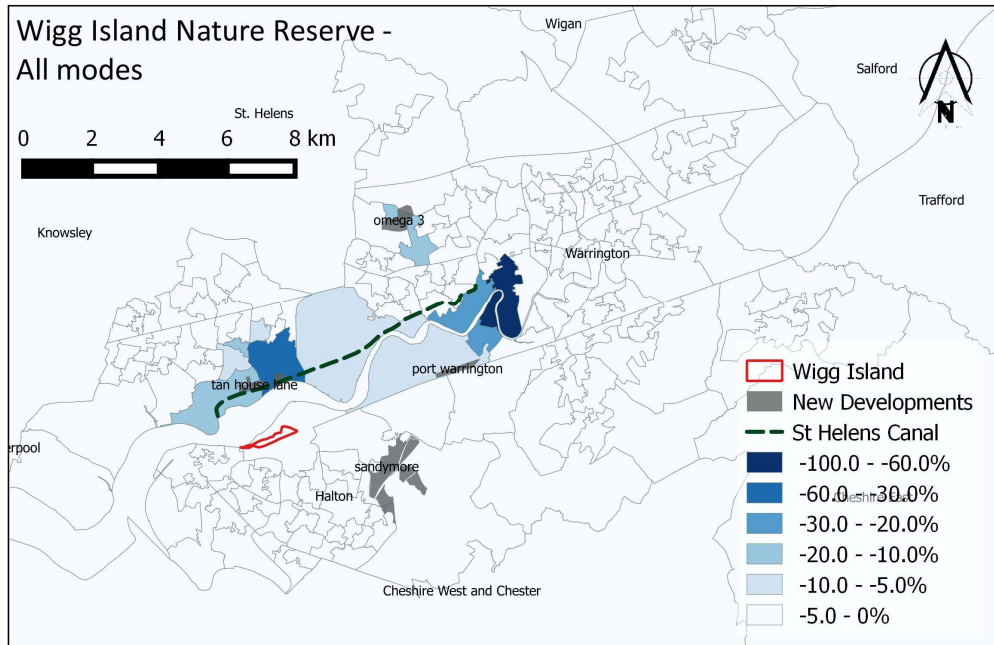 Wigg Island Nature Reserve -
All modes
Wigan
Salford
N
St. Helens
0 2 4 6 8 km
Trafford
Knowsley
omega 3
Warrington
port warrington
tan house lane
erpool
sandymore
Halton
Cheshire West and Chester
Wigg Island
New Developments
St Helens Canal
-100.0 - -60.0%
-60.0 - -30.0%
Cheshire East
-30.0 - -20.0%
-20.0 - -10.0%
-10.0 - -5.0%
-5.0 - 0%